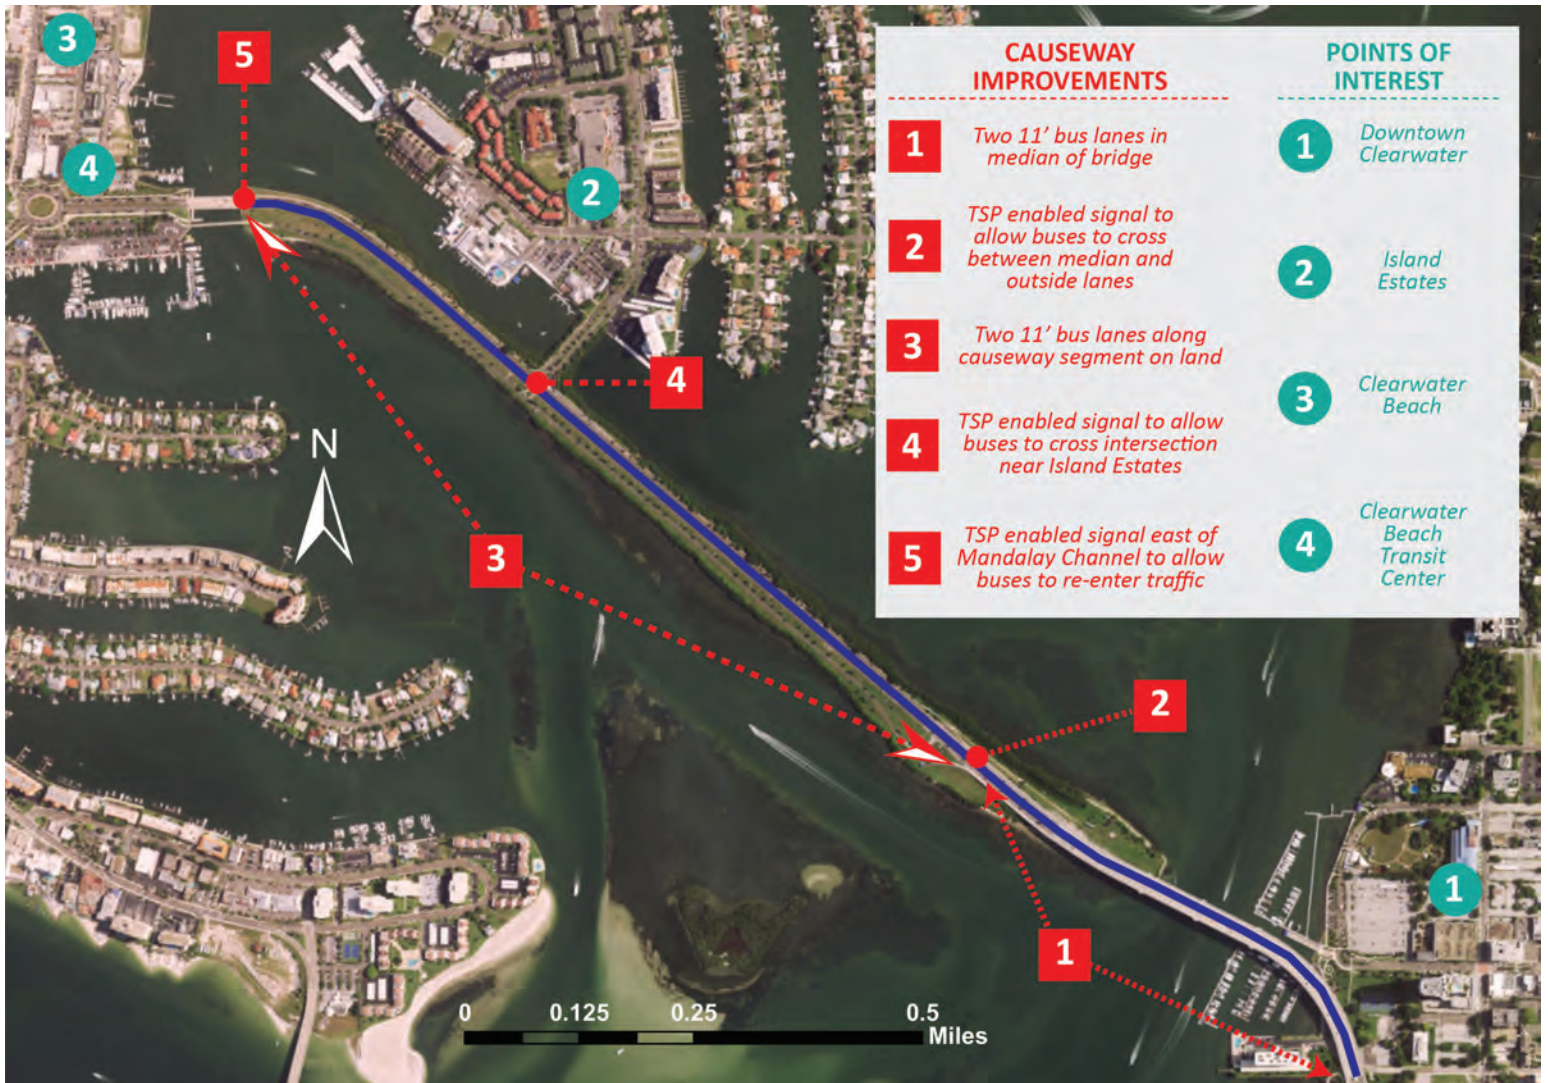 3
5
4
2
4
N
3
2
1
1
0
0.125
0.25
0.5
Miles
CAUSEWAY
IMPROVEMENTS
1
Two 11’ bus lanes in
median of bridge
2
TSP enabled signal to
allow buses to cross
between median and
outside lanes
3
Two 11’ bus lanes along
causeway segment on land
4
TSP enabled signal to allow
buses to cross intersection
near Island Estates
5
TSP enabled signal east of
Mandalay Channel to allow
buses to re-enter traffic
POINTS OF
INTEREST
1
Downtown
Clearwater
2
Island
Estates
3
Clearwater
Beach
4
Clearwater
Beach
Transit
Center